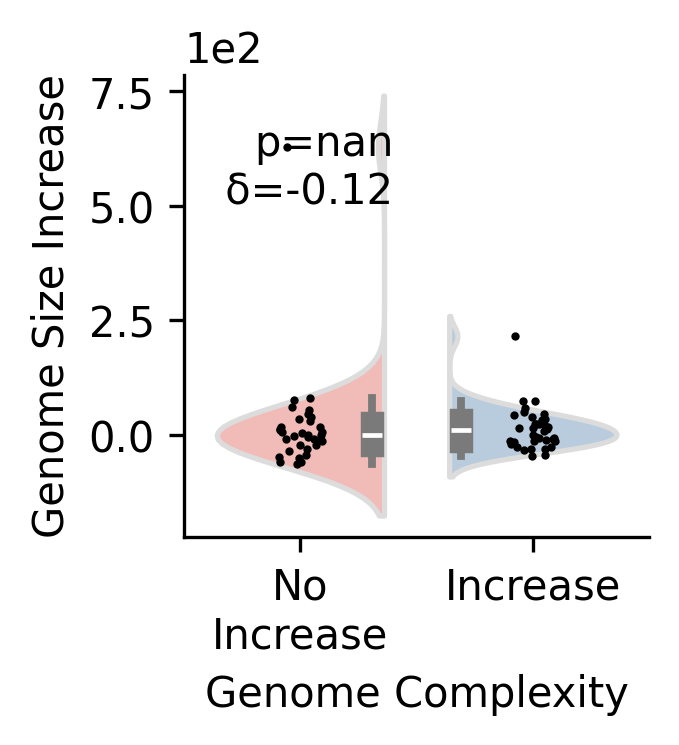 1e2
7.5
5.0
2.5
0.0
Genome Size Increase
p=nan
δ=-0.12
No
Increase
Increase
Genome Complexity